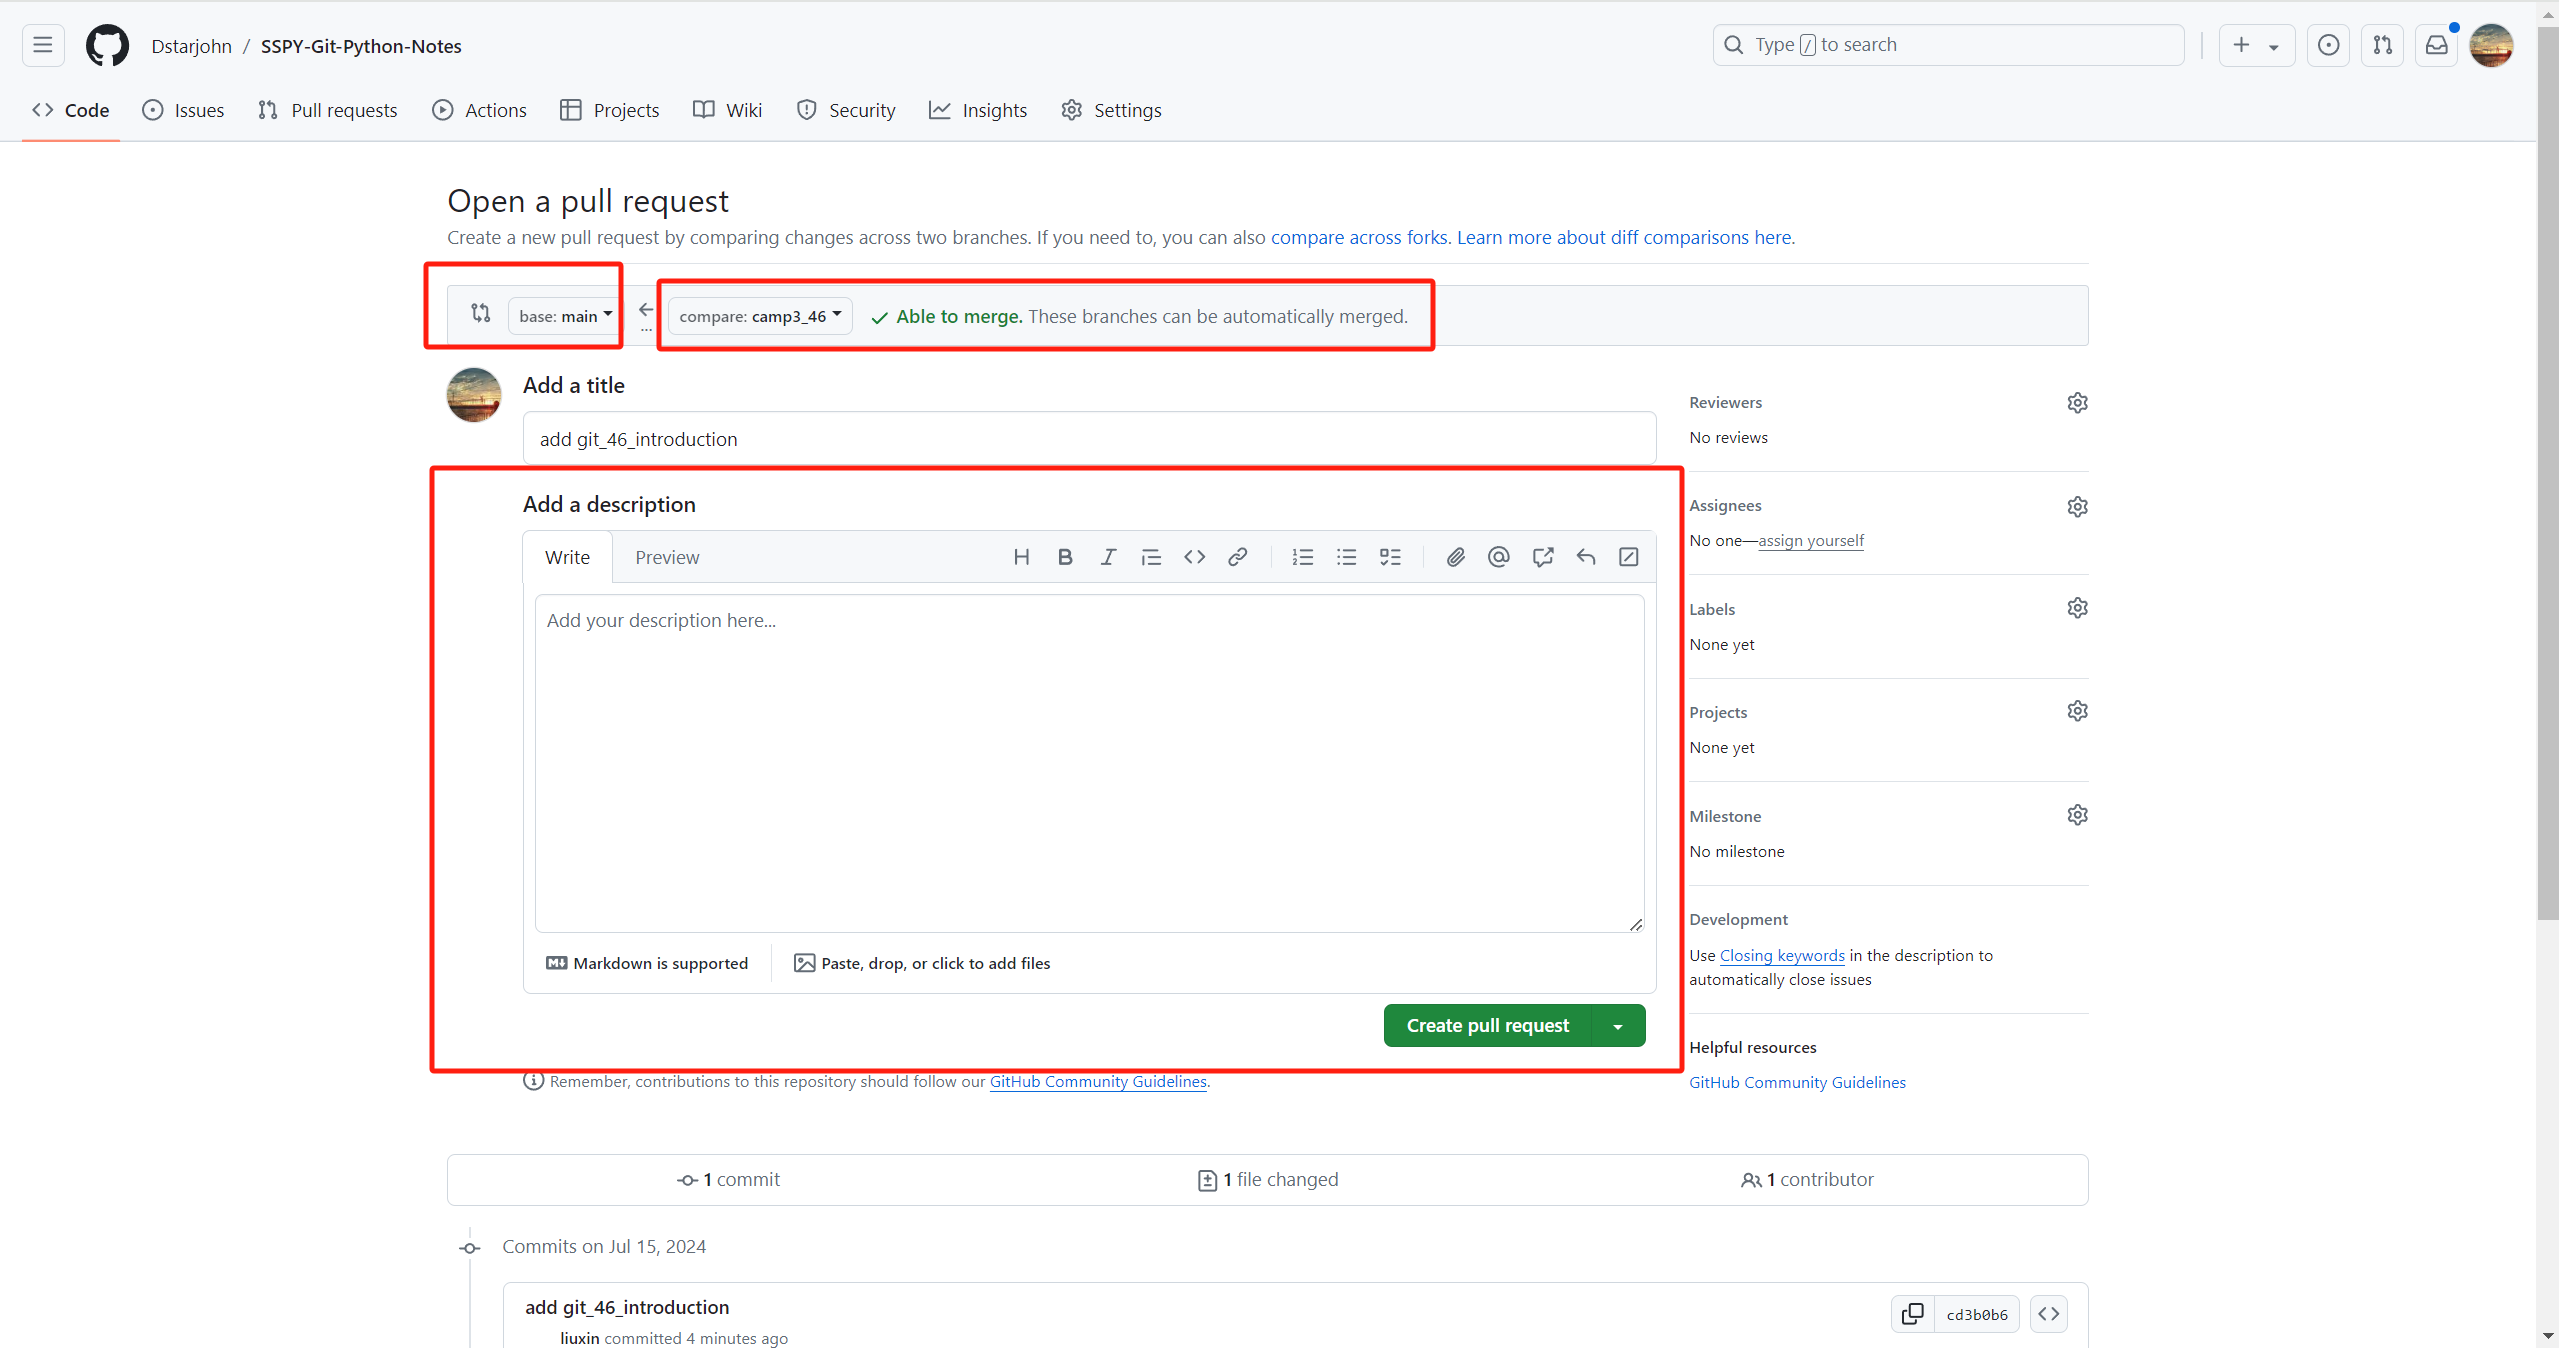 Dstarjohn / SSPY-Git-Python-Notes
Type / to search
Code
Issues
Pull requests
Actions
Projects
Wiki
Security
Insights
Settings
Open a pull request
Create a new pull request by comparing changes across two branches. If you need to, you can also compare across forks. Learn more about diff comparisons here.
base: main
...
compare: camp3_46
Able to merge. These branches can be automatically merged.
Add a title
add git_46_introduction
Add a description
Write
Preview
Add your description here...
Markdown is supported
Paste, drop, or click to add files
Create pull request
Remember, contributions to this repository should follow our GitHub Community Guidelines.
Reviewers
No reviews
Assignees
No one—assign yourself
Labels
None yet
Projects
None yet
Milestone
No milestone
Development
Use Closing keywords in the description to
automatically close issues
Helpful resources
GitHub Community Guidelines
1 commit
1 file changed
1 contributor
Commits on Jul 15, 2024
add git_46_introduction
cd3b0b6
liuxin committed 4 minutes ago